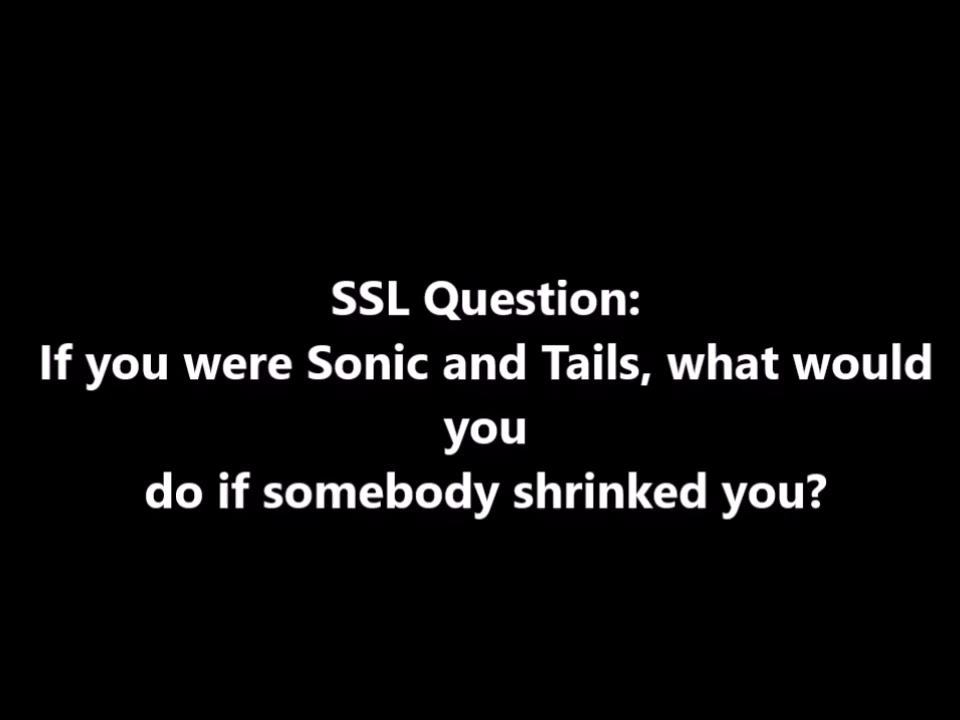 SSL Question:
If you were Sonic and Tails, what would
you
do if somebody shrinked you?